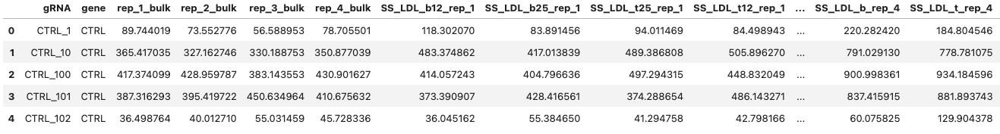 gRNA gene rep_1_bulk rep_2_bulk rep_3_bulk rep_4_bulk SS_LDL_b12_rep_1 SS_LDL_b25_rep_1 SS_LDL_t25_rep_1 SS_LDL_t12_rep_1 ... SS_LDL_b_rep_4 SS_LDL_t_rep_4
0 CTRL_1 CTRL 89.744019 73.552776 56.588953 78.705501 118.302070 83.891456 94.011469 84.498943 ... 220.282420 184.804546
1 CTRL_10 CTRL 365.417035 327.162746 330.188753 350.877039 483.374862 417.013839 489.386808 505.896270 ... 791.029130 778.781075
2 CTRL_100 CTRL 417.374099 428.959787 383.143553 430.901627 414.057243 404.796636 497.294315 448.832049 ... 900.998361 934.184596
3 CTRL_101 CTRL 387.316293 395.419722 450.634964 410.675632 373.390907 428.416561 374.288654 486.143271 ... 837.415915 881.893743
4 CTRL_102 CTRL 36.498764 40.012710 55.031459 45.728336 36.045162 55.384650 41.294758 42.798166 ... 60.075825 129.904378